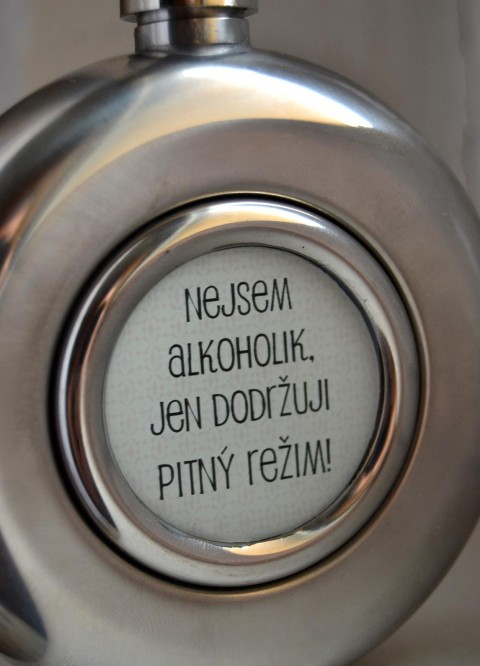 Nejsem
alkoholik,
jen dodržuji
pitný režim!